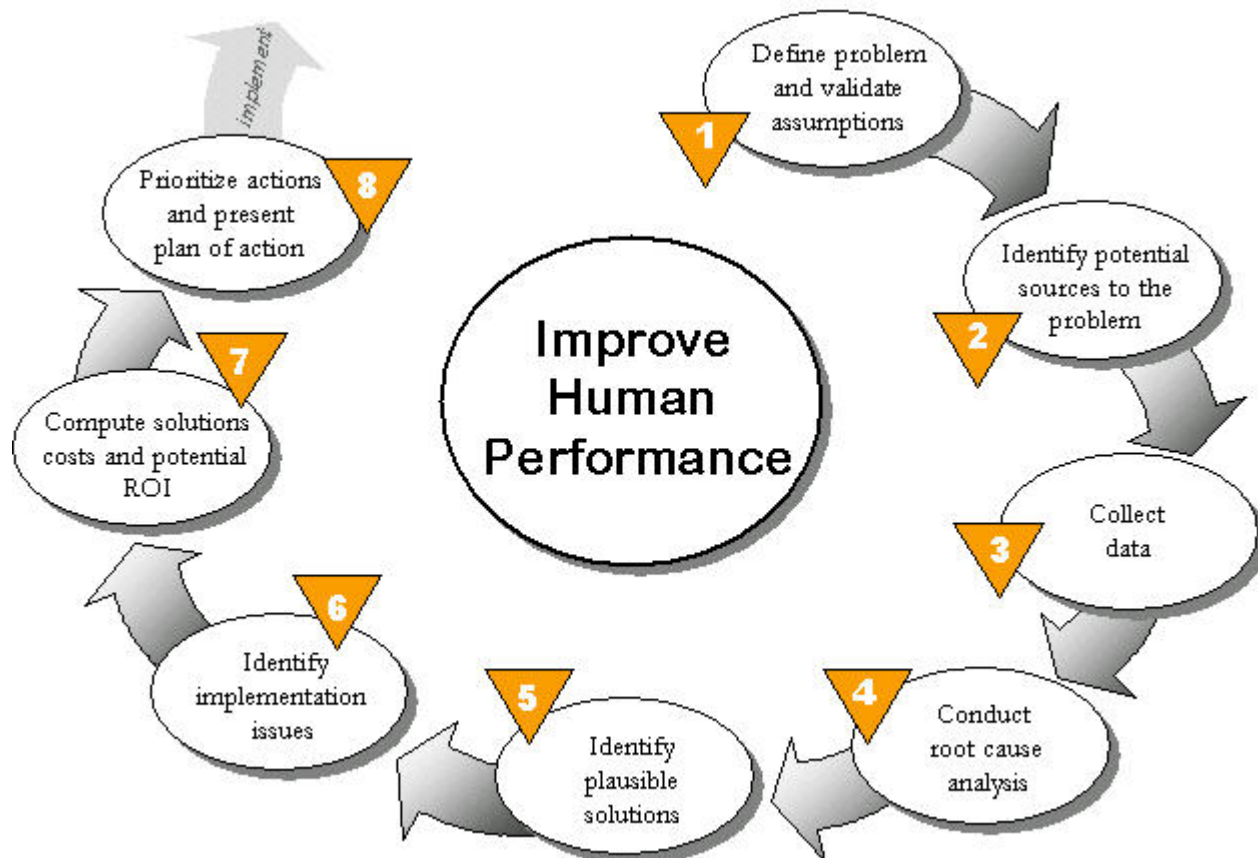 Improve
Human
Performance
1
Define problem
and validate
assumptions
2
Identify potential
sources to the
problem
3
Collect
data
4
Conduct
root cause
analysis
5
Identify
plausible
solutions
6
Identify
implementation
issues
7
Compute solutions
costs and potential
ROI
8
Prioritize actions
and present
plan of action
implement